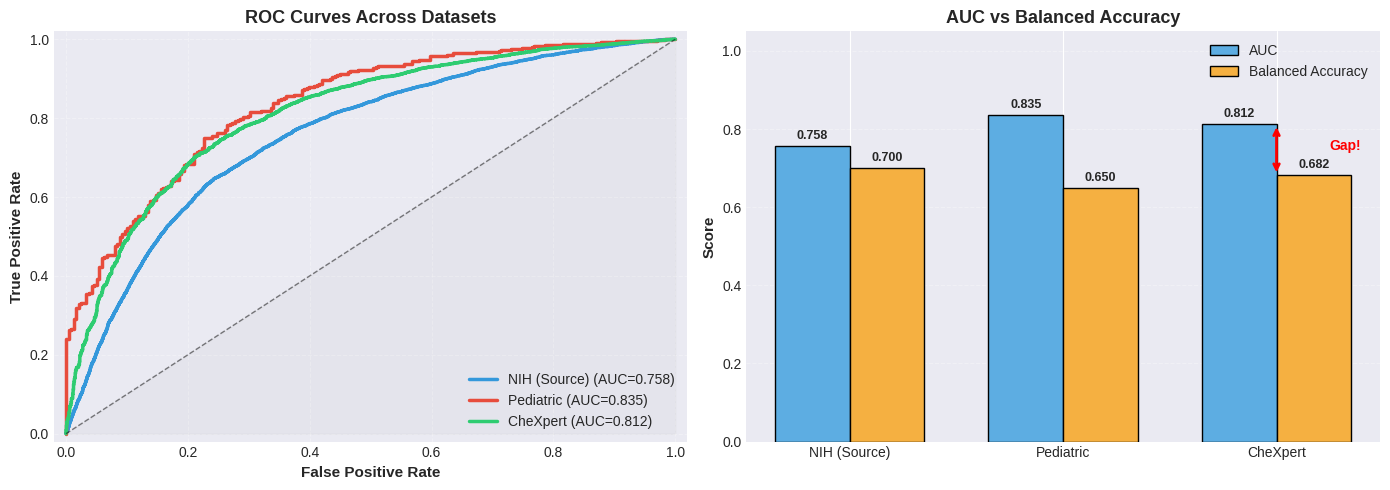 ROC Curves Across Datasets
True Positive Rate
1.0
0.8
0.6
0.4
0.2
0.0
NIH (Source) (AUC=0.758)
Pediatric (AUC=0.835)
CheXpert (AUC=0.812)
0.0 0.2 0.4 0.6 0.8 1.0
False Positive Rate
AUC vs Balanced Accuracy
Score
1.0
0.8
0.6
0.4
0.2
0.0
AUC
Balanced Accuracy
0.758
0.700
0.835
0.650
0.812
0.682
Gap!
NIH (Source) Pediatric CheXpert